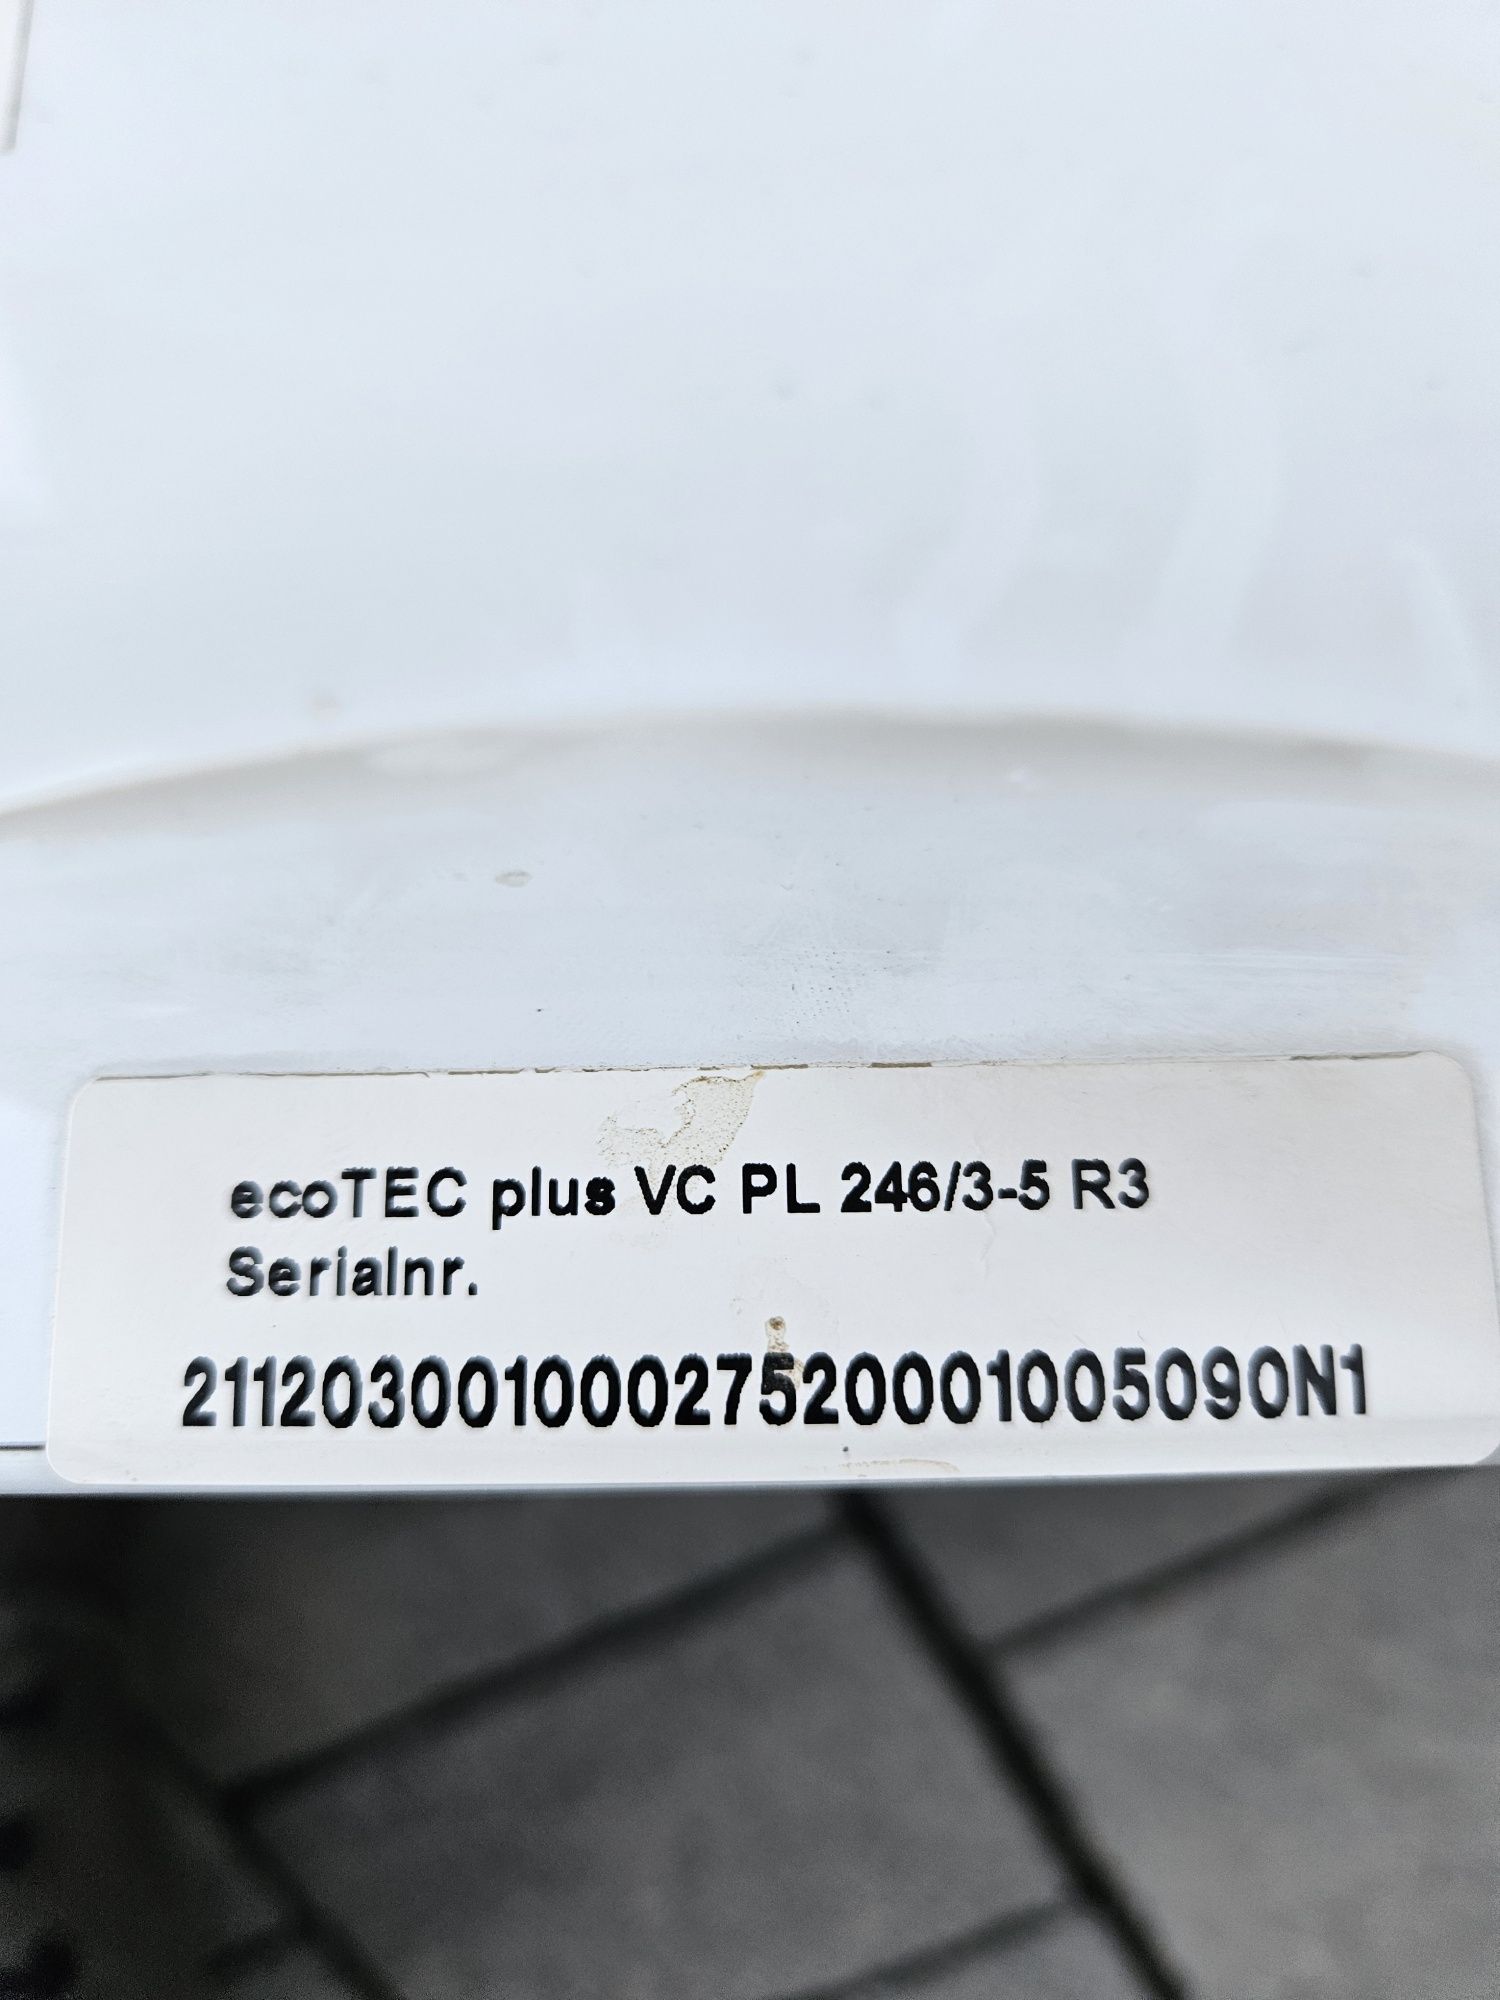 ecoTEC plus VC PL 246/3-5 R3
Serialnr.
21120300100027520001005090N1